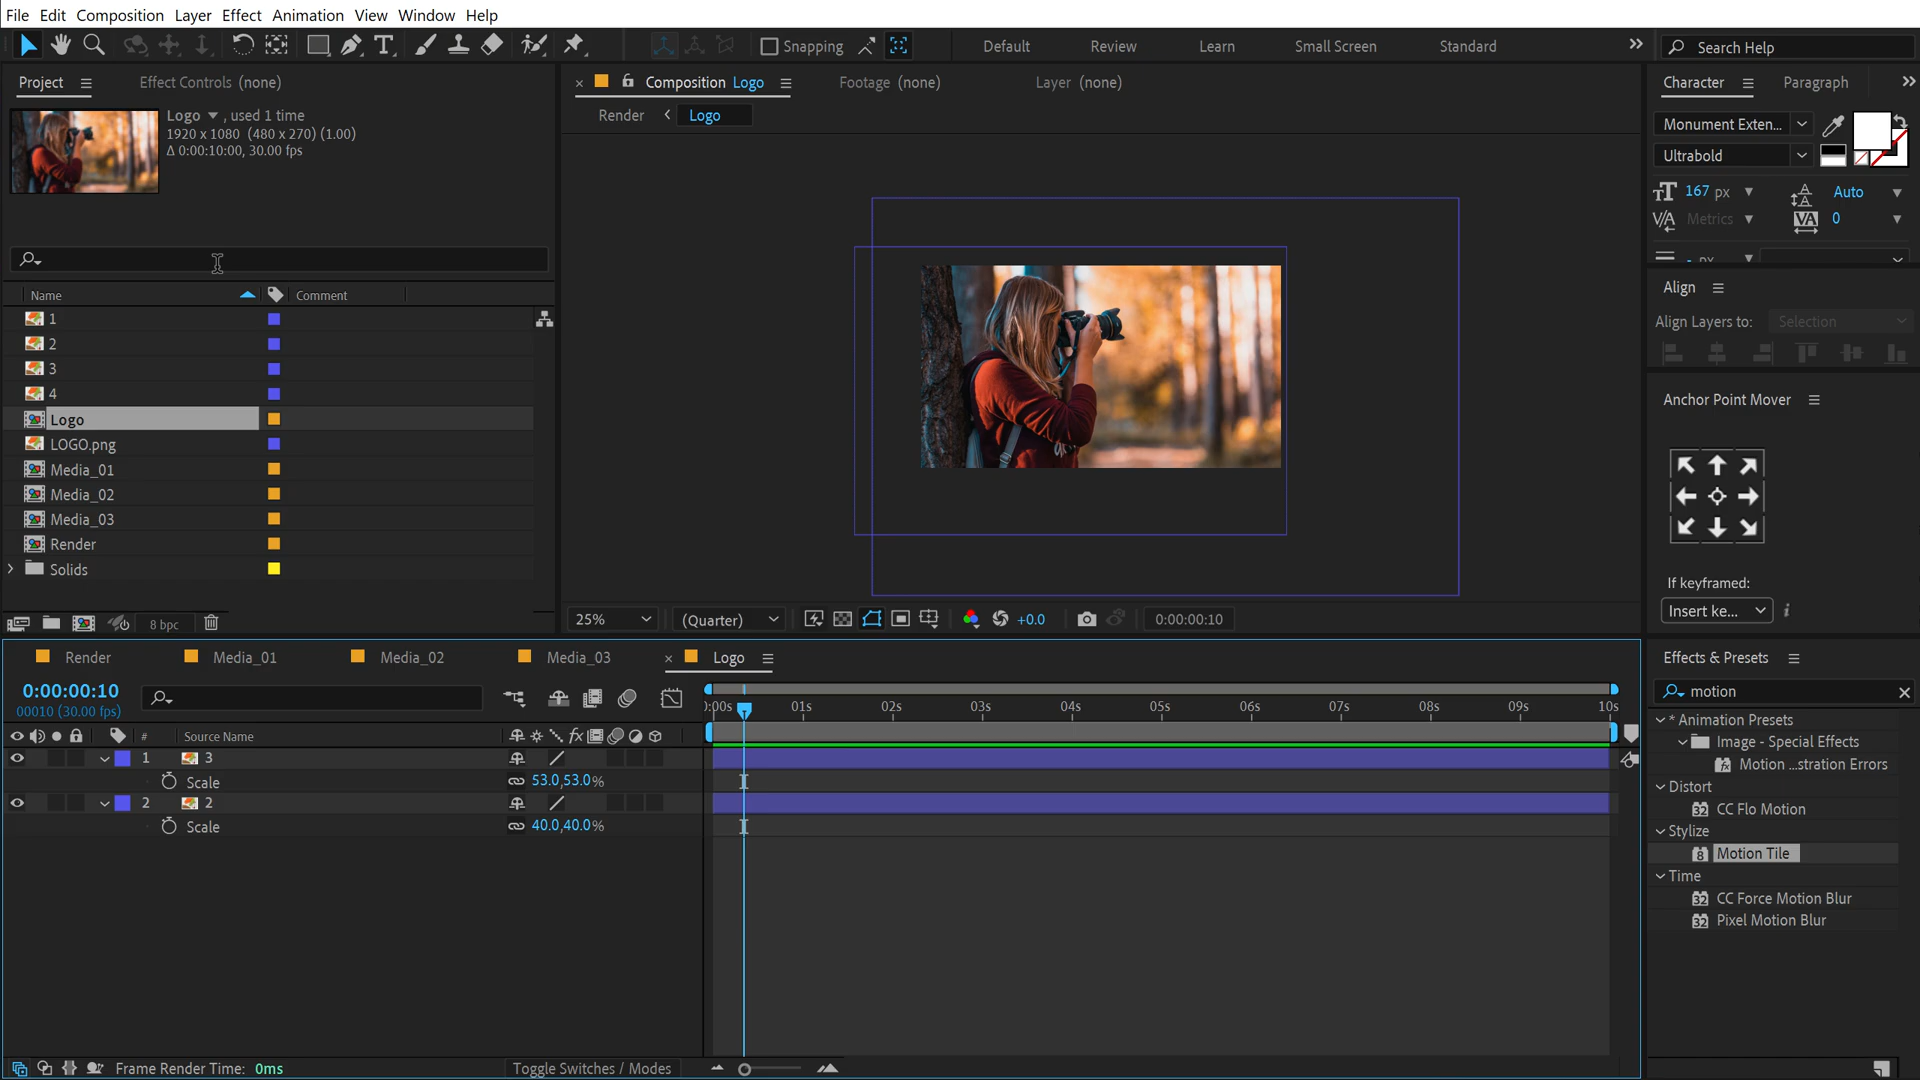 File Edit Composition Layer Effect Animation View Window Help
Snapping Default Review Learn Small Screen Standard Search Help
Project Effect Controls (none)
Logo , used 1 time
1920 x 1080 (480 x 270) (1.00)
Δ 0:00:10:00, 30.00 fps
Name Comment
1
2
3
4
Logo
LOGO.png
Media_01
Media_02
Media_03
Render
Solids
8 bpc
Composition Logo Footage (none) Layer (none)
Render Logo
25% (Quarter) +0.0 0:00:00:10
Character Paragraph
Monument Exten...
Ultrabold
167 px Auto
Metrics 0
- px
Align
Align Layers to: Selection
Anchor Point Mover
If keyframed:
Insert ke...
Effects & Presets
motion
* Animation Presets
Image - Special Effects
Motion ...stration Errors
Distort
CC Flo Motion
Stylize
Motion Tile
Time
CC Force Motion Blur
Pixel Motion Blur
Render Media_01 Media_02 Media_03 Logo
0:00:00:10
00010 (30.00 fps)
):00s 01s 02s 03s 04s 05s 06s 07s 08s 09s 10s
# Source Name
1 3
Scale 53.0,53.0%
2 2
Scale 40.0,40.0%
Frame Render Time: 0ms Toggle Switches / Modes